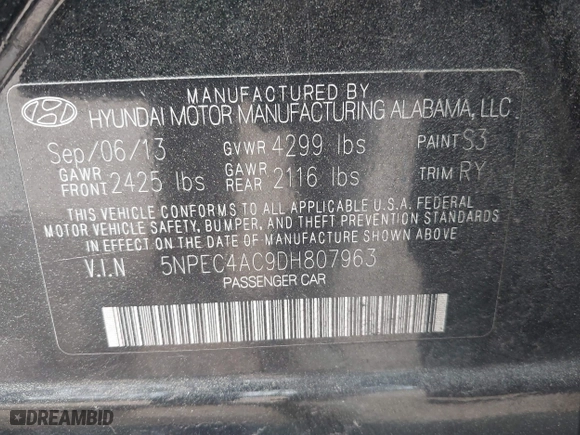 MANUFACTURED BY
HYUNDAI MOTOR MANUFACTURING ALABAMA, LLC
Sep/06/13 GVWR 4299 lbs PAINT S3
GAWR FRONT 2425 lbs GAWR REAR 2116 lbs TRIM RY
THIS VEHICLE CONFORMS TO ALL APPLICABLE U.S.A. FEDERAL
MOTOR VEHICLE SAFETY, BUMPER, AND THEFT PREVENTION STANDARDS
IN EFFECT ON THE DATE OF MANUFACTURE SHOWN ABOVE
V.I.N 5NPEC4AC9DH807963
PASSENGER CAR
DREAMBID